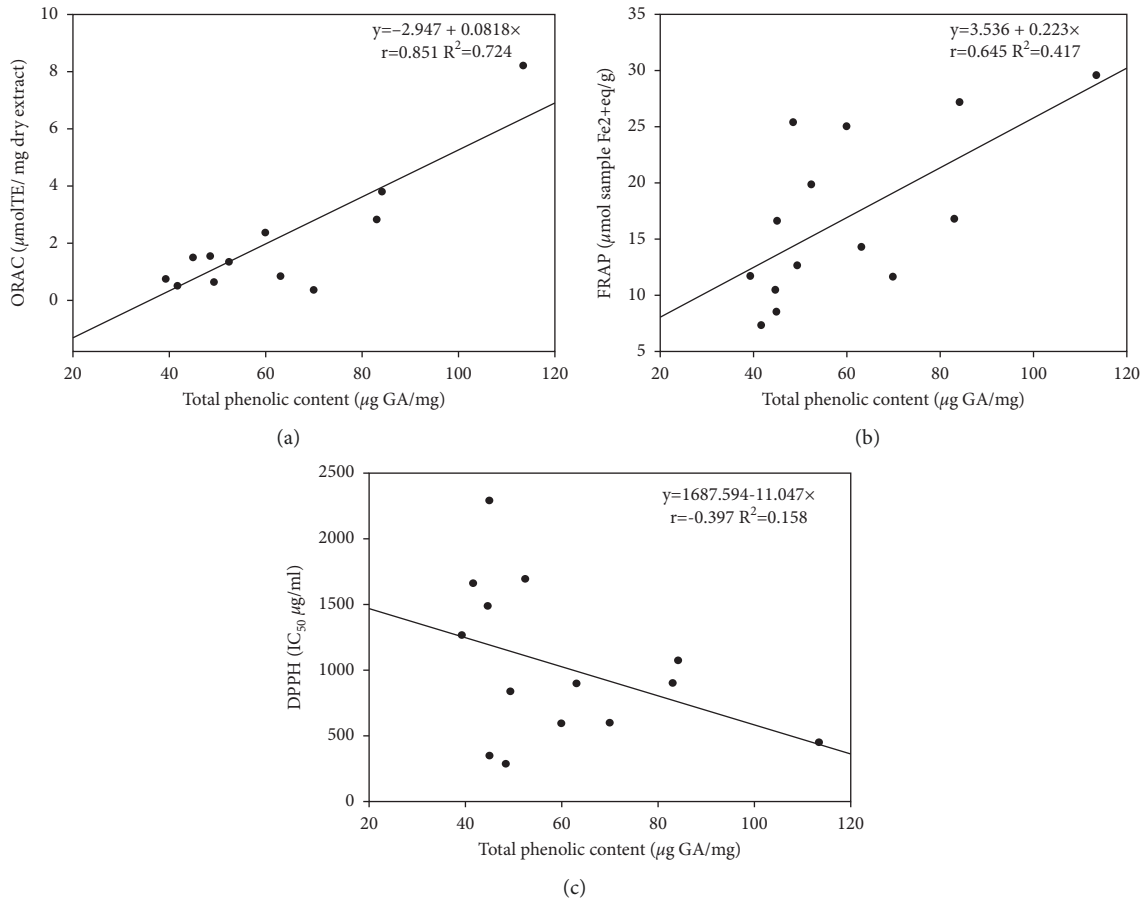 y=–2.947 + 0.0818×
r=0.851 R²=0.724
10
8
6
4
2
0
ORAC (μmolTE/ mg dry extract)
20 40 60 80 100 120
Total phenolic content (μg GA/mg)
(a)
y=3.536 + 0.223×
r=0.645 R²=0.417
35
30
25
20
15
10
5
FRAP (μmol sample Fe2+eq/g)
20 40 60 80 100 120
Total phenolic content (μg GA/mg)
(b)
y=1687.594-11.047×
r=-0.397 R²=0.158
2500
2000
1500
1000
500
0
DPPH (IC₅₀ μg/ml)
20 40 60 80 100 120
Total phenolic content (μg GA/mg)
(c)